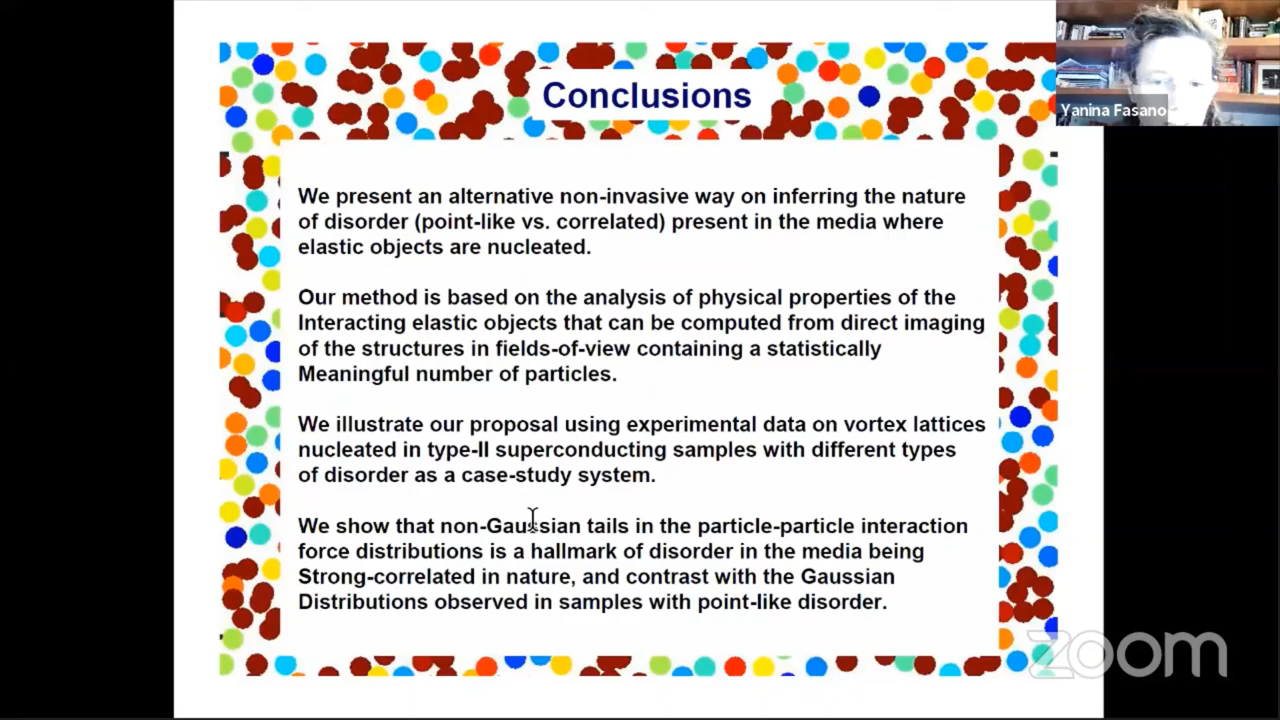 Conclusions
Yanina Fasano
We present an alternative non-invasive way on inferring the nature
of disorder (point-like vs. correlated) present in the media where
elastic objects are nucleated.
Our method is based on the analysis of physical properties of the
Interacting elastic objects that can be computed from direct imaging
of the structures in fields-of-view containing a statistically
Meaningful number of particles.
We illustrate our proposal using experimental data on vortex lattices
nucleated in type-II superconducting samples with different types
of disorder as a case-study system.
We show that non-Gaussian tails in the particle-particle interaction
force distributions is a hallmark of disorder in the media being
Strong-correlated in nature, and contrast with the Gaussian
Distributions observed in samples with point-like disorder.
zoom